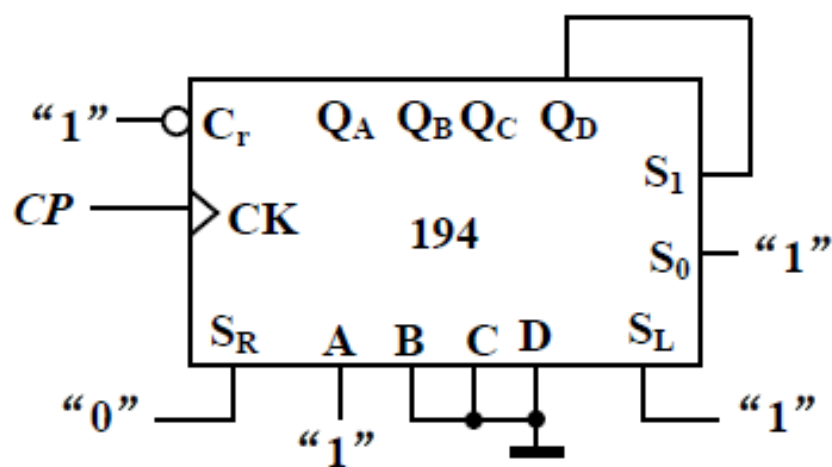 “1” Cr QA QB QC QD
S1
CP CK 194
S0 “1”
SR A B C D SL
“0” “1” “1”